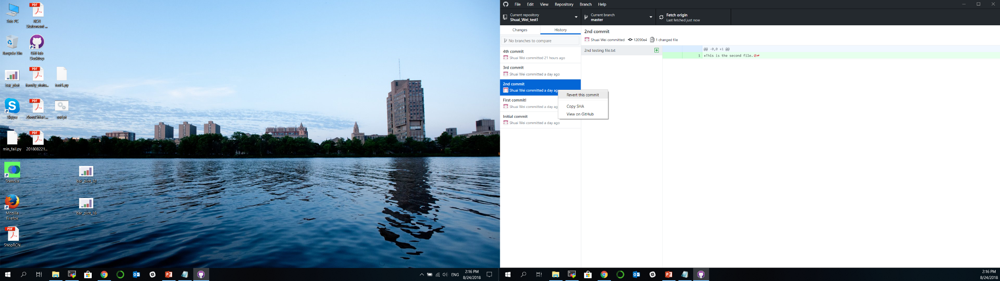 This PC
RCN
Statement ...
Recycle Bin
GitHub
Desktop
bar_plot
family_statu...
test1.py
Skype
ZhouOfferL...
script
min_fail.py
201808221...
Stencila
bar_plot_32
Mozilla
Firefox
bar_plot_16
ShopRCN
ENG
2:16 PM
8/24/2018
File Edit View Repository Branch Help
Current repository
Shuai_Wei_test1
Current branch
master
Fetch origin
Last fetched just now
Changes
History
No branches to compare
4th commit
Shuai Wei committed 21 hours ago
3rd commit
Shuai Wei committed a day ago
2nd commit
Shuai Wei committed a day ag
First commit!
Shuai Wei committed a day ag
Initial commit
Shuai Wei committed a day ago
Revert this commit
Copy SHA
View on GitHub
2nd commit
Shuai Wei committed 12090e4 1 changed file
2nd testing file.txt
@@ -0,0 +1 @@
1 +This is the second file.
2:16 PM
8/24/2018